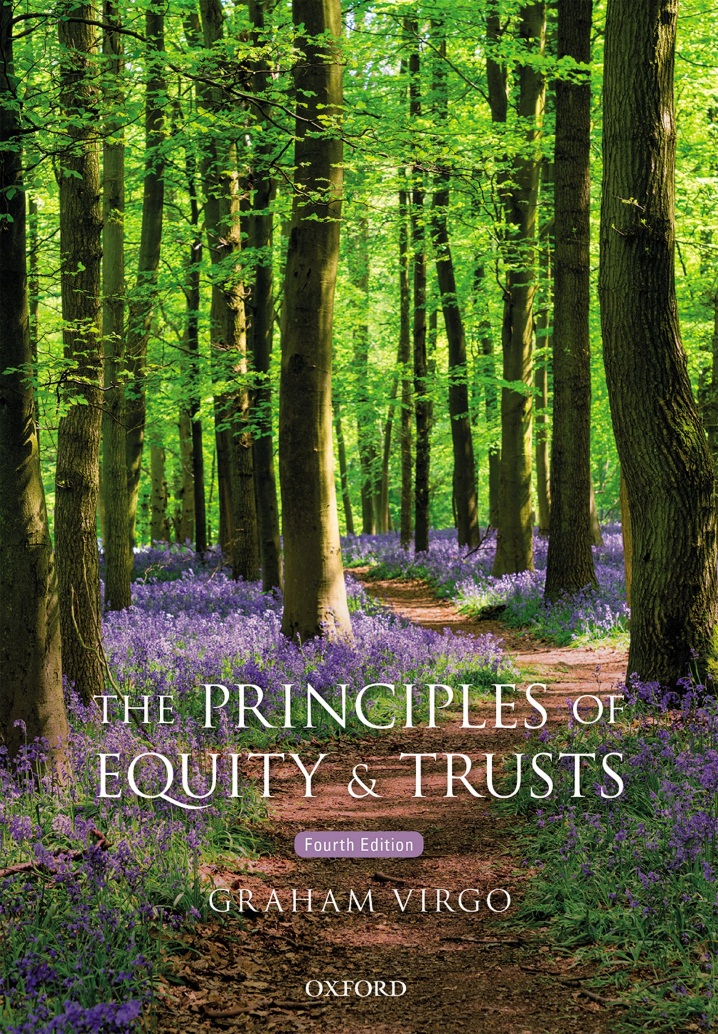 THE PRINCIPLES OF
EQUITY & TRUSTS
Fourth Edition
GRAHAM VIRGO
OXFORD